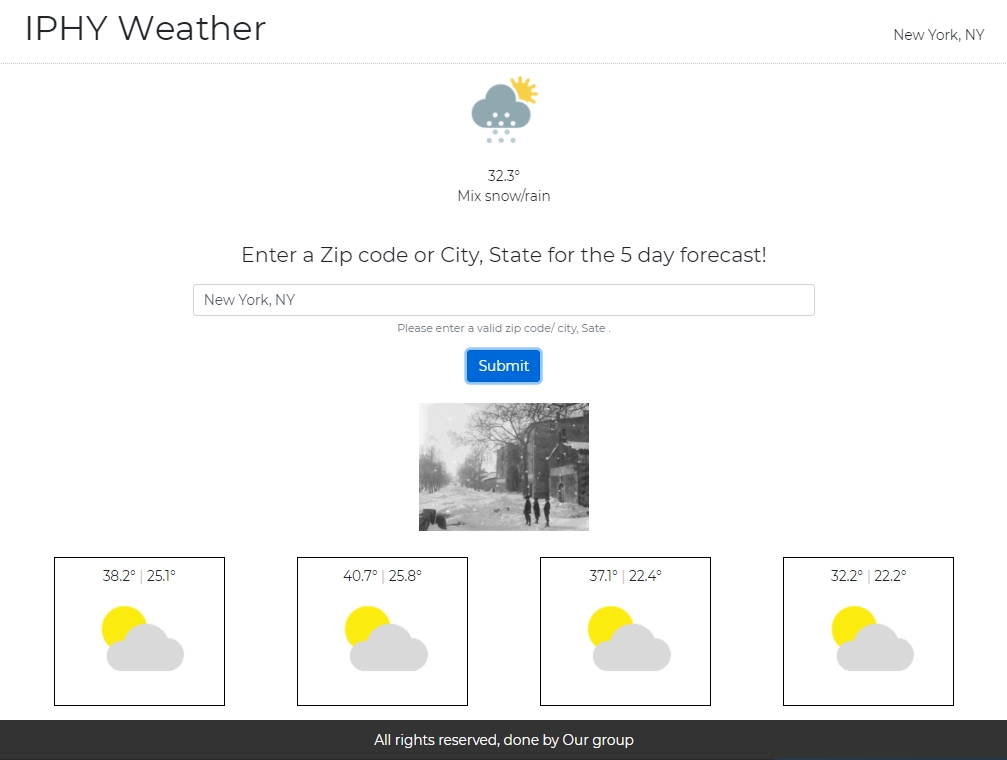 IPHY Weather
New York, NY
32.3°
Mix snow/rain
Enter a Zip code or City, State for the 5 day forecast!
New York, NY
Please enter a valid zip code/ city, Sate .
Submit
38.2° | 25.1°
40.7° | 25.8°
37.1° | 22.4°
32.2° | 22.2°
All rights reserved, done by Our group